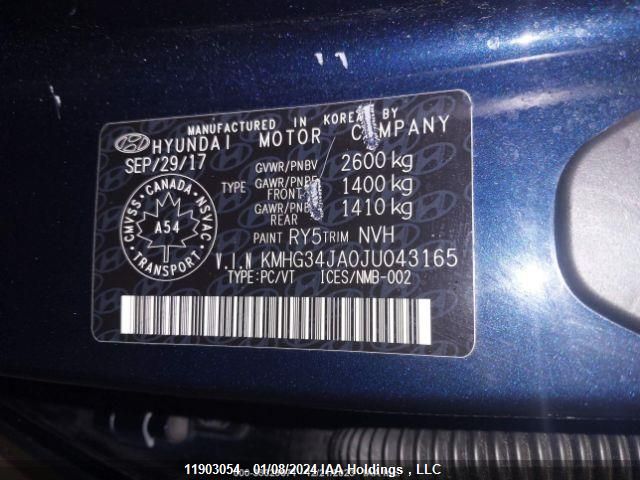 MANUFACTURED IN KOREA BY
HYUNDAI MOTOR COMPANY
SEP/29/17
GVWR/PNBV 2600 kg
TYPE GAWR/PNBE FRONT 1400 kg
GAWR/PNBE REAR 1410 kg
CMVSS · CANADA · NSVAC
A54
TRANSPORT
PAINT RY5 TRIM NVH
V.I.N KMHG34JA0JU043165
TYPE:PC/VT ICES/NMB-002
11903054 - 01/08/2024 IAA Holdings , LLC